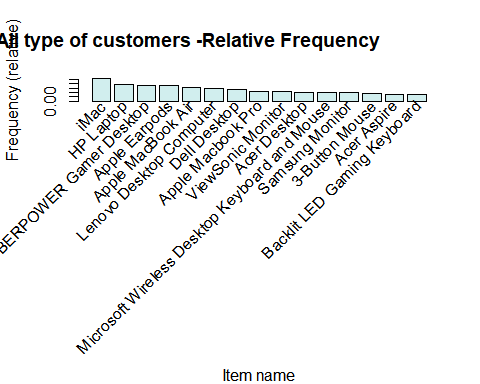 All type of customers -Relative Frequency
Frequency (relative)
0.00
iMac
HP Laptop
BERPOWER Gamer Desktop
Apple Earpods
Apple MacBook Air
Lenovo Desktop Computer
Dell Desktop
Apple Macbook Pro
ViewSonic Monitor
Acer Desktop
Microsoft Wireless Desktop Keyboard and Mouse
Samsung Monitor
3-Button Mouse
Acer Aspire
Backlit LED Gaming Keyboard
Item name